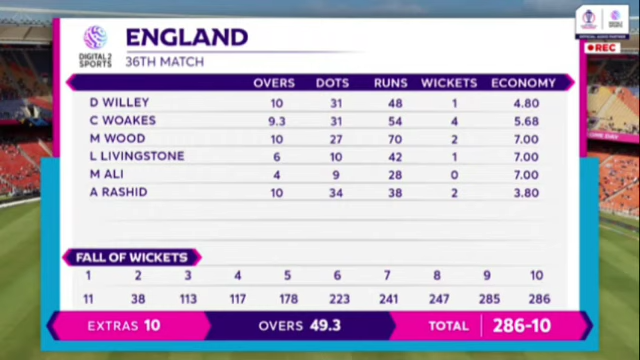 DIGITAL 2 SPORTS
ENGLAND
36TH MATCH
REC
OVERS DOTS RUNS WICKETS ECONOMY
D WILLEY 10 31 48 1 4.80
C WOAKES 9.3 31 54 4 5.68
M WOOD 10 27 70 2 7.00
L LIVINGSTONE 6 10 42 1 7.00
M ALI 4 9 28 0 7.00
A RASHID 10 34 38 2 3.80
FALL OF WICKETS
1 2 3 4 5 6 7 8 9 10
11 38 113 117 178 223 241 247 285 286
EXTRAS 10 OVERS 49.3 TOTAL 286-10